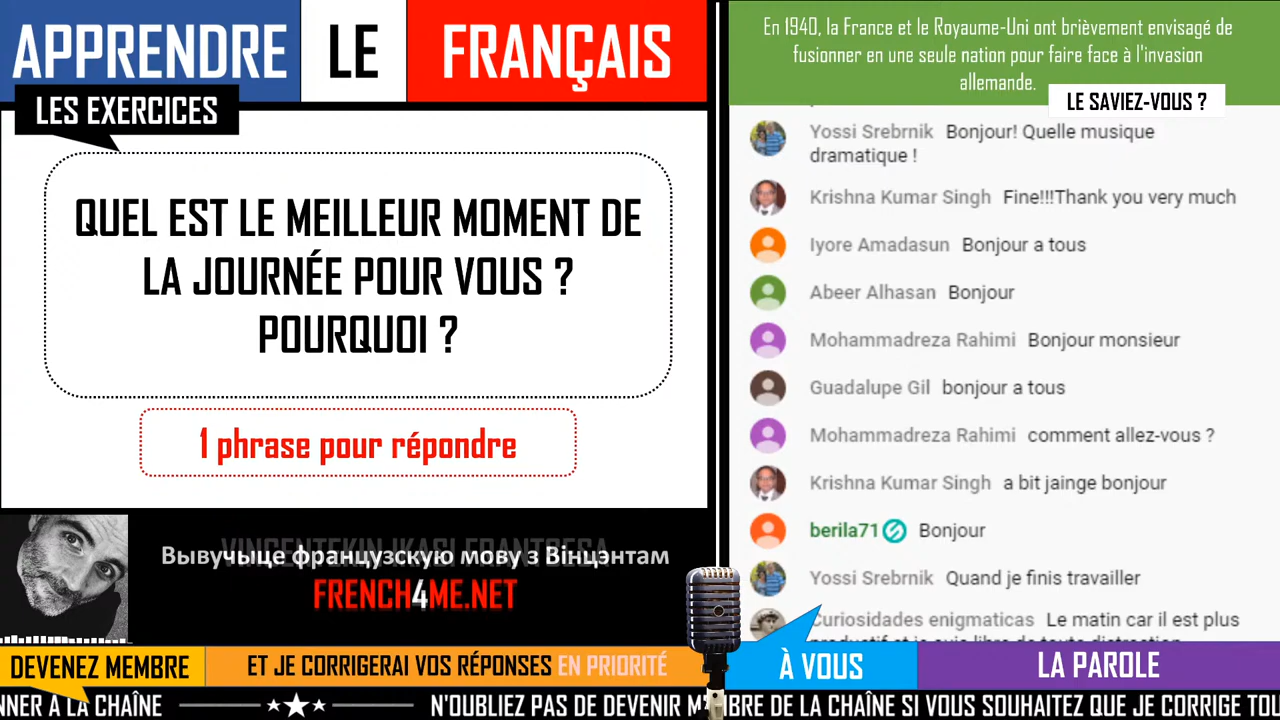 APPRENDRE LE FRANÇAIS
LES EXERCICES
QUEL EST LE MEILLEUR MOMENT DE
LA JOURNÉE POUR VOUS ?
POURQUOI ?
1 phrase pour répondre
Вывучыце французскую мову з Вінцэнтам
FRENCH4ME.NET
DEVENEZ MEMBRE
ET JE CORRIGERAI VOS RÉPONSES EN PRIORITÉ
En 1940, la France et le Royaume-Uni ont brièvement envisagé de
fusionner en une seule nation pour faire face à l'invasion
allemande.
LE SAVIEZ-VOUS ?
Yossi Srebrnik Bonjour! Quelle musique
dramatique !
Krishna Kumar Singh Fine!!!Thank you very much
Iyore Amadasun Bonjour a tous
Abeer Alhasan Bonjour
Mohammadreza Rahimi Bonjour monsieur
Guadalupe Gil bonjour a tous
Mohammadreza Rahimi comment allez-vous ?
Krishna Kumar Singh a bit jainge bonjour
berila71 Bonjour
Yossi Srebrnik Quand je finis travailler
Curiosidades enigmaticas Le matin car il est plus
À VOUS
LA PAROLE
NNER A LA CHAÎNE
N'OUBLIEZ PAS DE DEVENIR MEMBRE DE LA CHAÎNE SI VOUS SOUHAITEZ QUE JE CORRIGE TOU